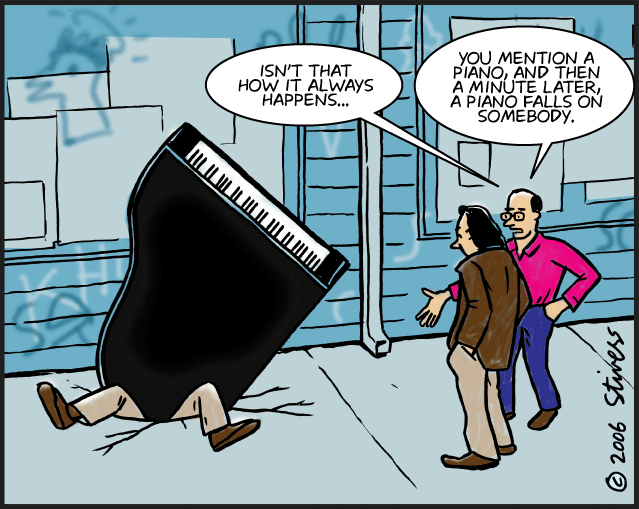 ISN'T THAT
HOW IT ALWAYS
HAPPENS...
YOU MENTION A
PIANO, AND THEN
A MINUTE LATER,
A PIANO FALLS ON
SOMEBODY.
© 2006 Stivers